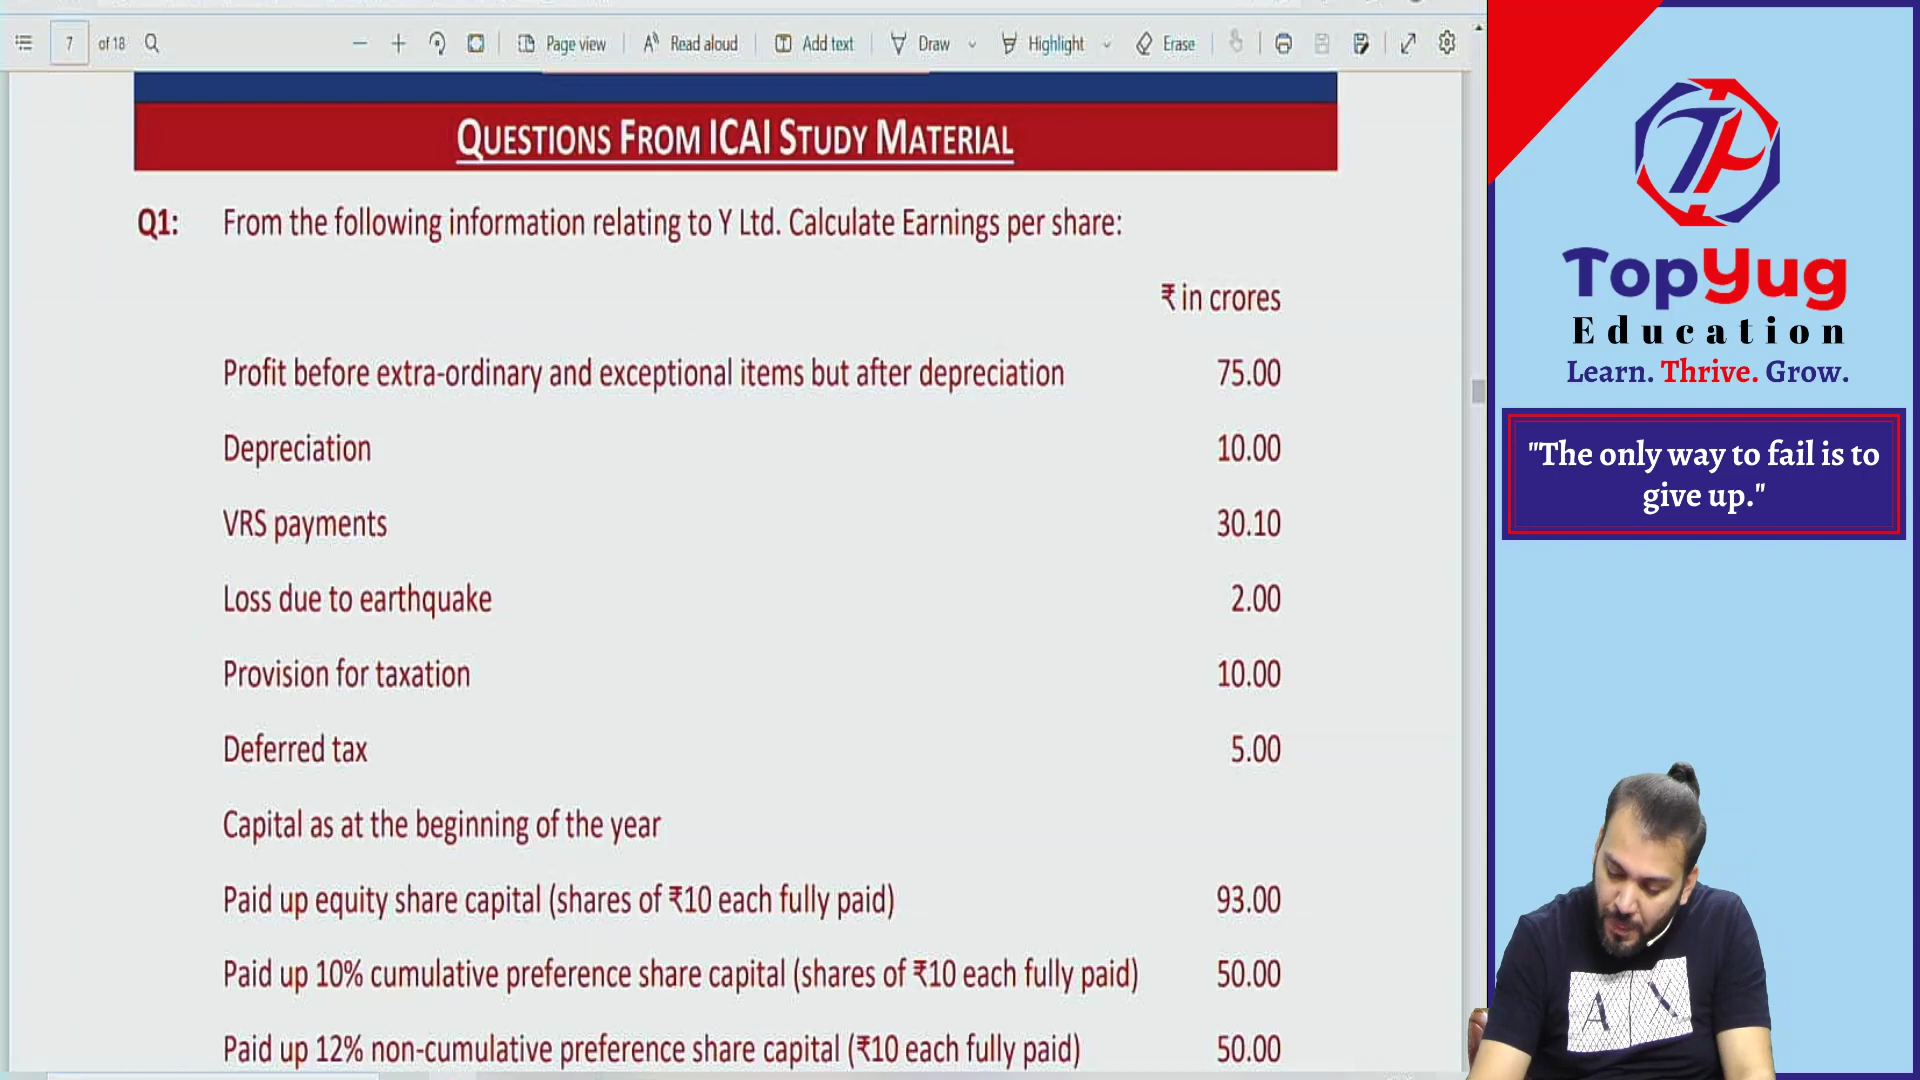 7 of 18 Page view Read aloud Add text Draw Highlight Erase
QUESTIONS FROM ICAI STUDY MATERIAL
Q1: From the following information relating to Y Ltd. Calculate Earnings per share:
₹ in crores
Profit before extra-ordinary and exceptional items but after depreciation 75.00
Depreciation 10.00
VRS payments 30.10
Loss due to earthquake 2.00
Provision for taxation 10.00
Deferred tax 5.00
Capital as at the beginning of the year
Paid up equity share capital (shares of ₹10 each fully paid) 93.00
Paid up 10% cumulative preference share capital (shares of ₹10 each fully paid) 50.00
Paid up 12% non-cumulative preference share capital (₹10 each fully paid) 50.00
TopYug
Education
Learn. Thrive. Grow.
"The only way to fail is to
give up."
A X